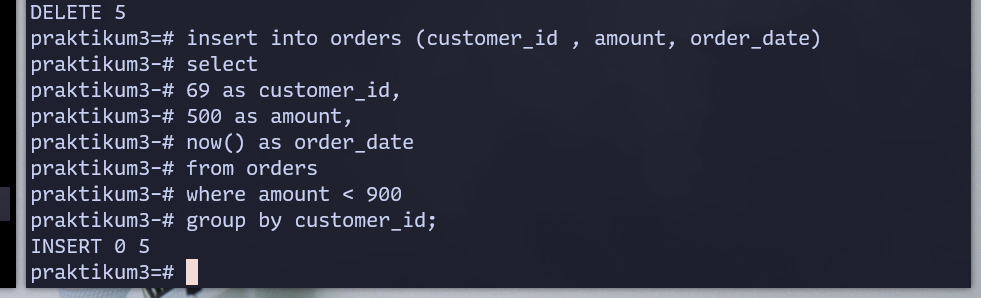 DELETE 5
praktikum3=# insert into orders (customer_id , amount, order_date)
praktikum3-# select
praktikum3-# 69 as customer_id,
praktikum3-# 500 as amount,
praktikum3-# now() as order_date
praktikum3-# from orders
praktikum3-# where amount < 900
praktikum3-# group by customer_id;
INSERT 0 5
praktikum3=#